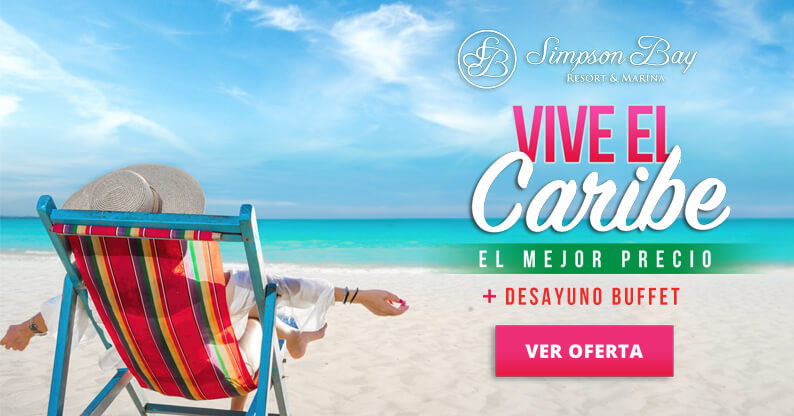 SB
Simpson Bay
RESORT & MARINA
VIVE EL
Caribe
EL MEJOR PRECIO
+ DESAYUNO BUFFET
VER OFERTA